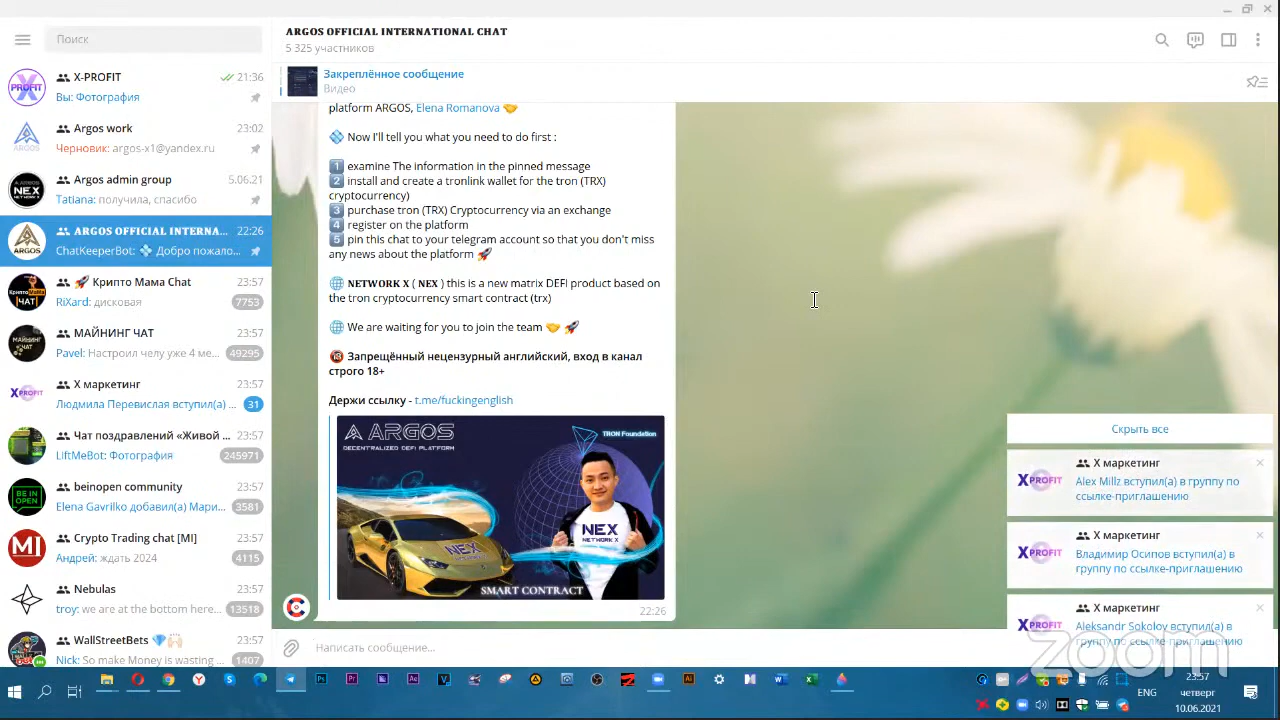 Поиск
X-PROFIT
21:36
Вы: Фотография
Argos work
23:02
Черновик: argos-x1@yandex.ru
Argos admin group
5.06.21
Tatiana: получила, спасибо
ARGOS OFFICIAL INTERNA...
22:26
ChatKeeperBot: 💠 Добро пожало...
🚀 Крипто Мама Chat
23:57
RiXard: дисковая
7753
МАЙНИНГ ЧАТ
23:57
Pavel: Настроил челу уже 4 ме...
49295
X маркетинг
23:57
Людмила Перевислая вступил(а) ...
31
Чат поздравлений «Живой ...
23:57
LiftMeBot: Фотография
245971
beinopen community
23:57
Elena Gavrilko добавил(а) Мари...
3581
Crypto Trading chat [MI]
23:57
Андрей: ждать 2024
4115
Nebulas
23:57
troy: we are at the bottom here...
13518
WallStreetBets 💎🙌🏻
23:57
Nick: So make Money is wasting ...
1407
ARGOS OFFICIAL INTERNATIONAL CHAT
5 325 участников
Закреплённое сообщение
Видео
platform ARGOS, Elena Romanova 🤝
💠 Now I'll tell you what you need to do first :
1️⃣ examine The information in the pinned message
2️⃣ install and create a tronlink wallet for the tron (TRX)
cryptocurrency)
3️⃣ purchase tron (TRX) Cryptocurrency via an exchange
4️⃣ register on the platform
5️⃣ pin this chat to your telegram account so that you don't miss
any news about the platform 🚀
🌐 NETWORK X ( NEX ) this is a new matrix DEFI product based on
the tron cryptocurrency smart contract (trx)
🌐 We are waiting for you to join the team 🤝 🚀
🔞 Запрещённый нецензурный английский, вход в канал
строго 18+
Держи ссылку - t.me/fuckingenglish
ARGOS
DECENTRALIZED DEFI PLATFORM
TRON Foundation
NEX
NETWORK X
NEX
SMART CONTRACT
22:26
Написать сообщение...
Скрыть все
X маркетинг
Alex Millz вступил(а) в группу по
ссылке-приглашению
X маркетинг
Владимир Осипов вступил(а) в
группу по ссылке-приглашению
X маркетинг
Aleksandr Sokolov вступил(а) в
группу по ссылке-приглашению
zoom
23:57
ENG
четверг
10.06.2021